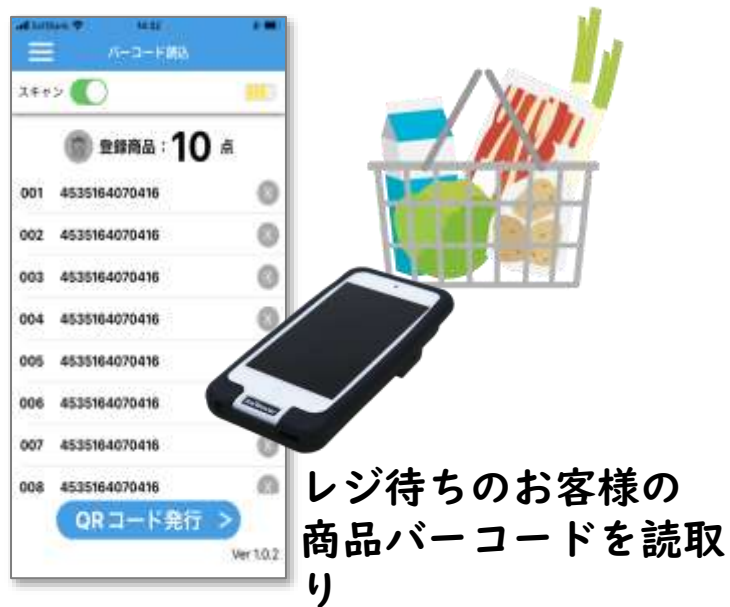 14:02
バーコード読込
スキャン
登録商品：10 点
001 4535164070416
002 4535164070416
003 4535164070416
004 4535164070416
005 4535164070416
006 4535164070416
007 4535164070416
008 4535164070416
QRコード発行 >
Ver 1.0.2
レジ待ちのお客様の
商品バーコードを読取
り